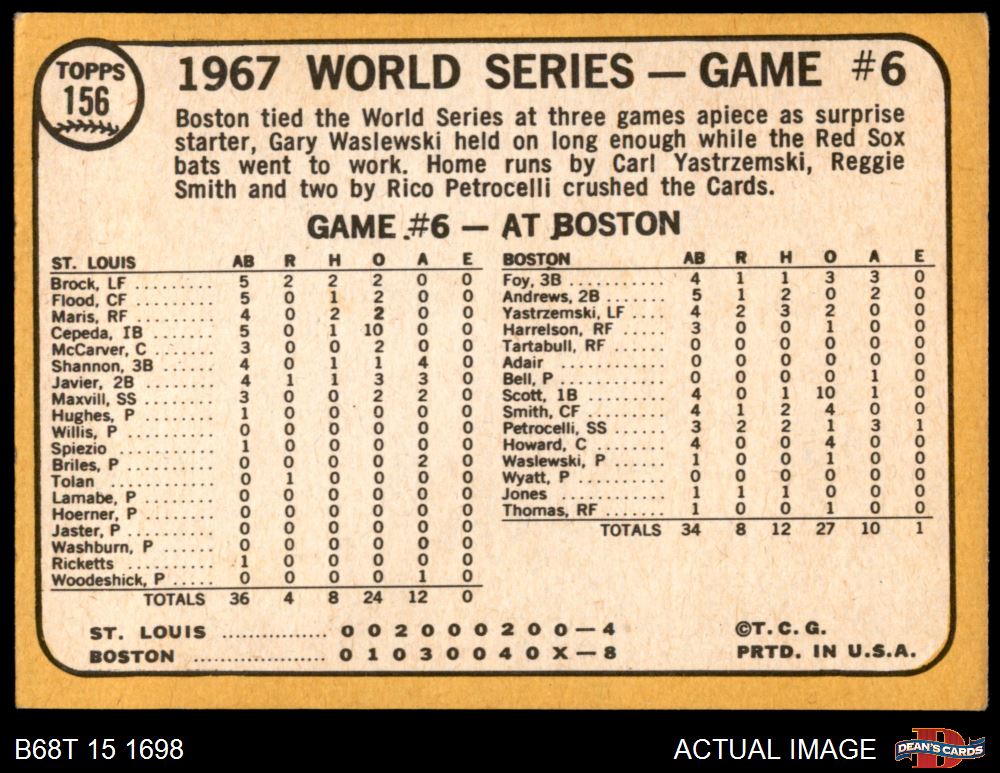 TOPPS
156
1967 WORLD SERIES — GAME #6
Boston tied the World Series at three games apiece as surprise
starter, Gary Waslewski held on long enough while the Red Sox
bats went to work. Home runs by Carl Yastrzemski, Reggie
Smith and two by Rico Petrocelli crushed the Cards.
GAME #6 — AT BOSTON
ST. LOUIS AB R H O A E
Brock, LF ......... 5 2 2 2 0 0
Flood, CF ......... 5 0 1 2 0 0
Maris, RF ......... 4 0 2 2 0 0
Cepeda, 1B ........ 5 0 1 10 0 0
McCarver, C ....... 3 0 0 2 0 0
Shannon, 3B ....... 4 0 1 1 4 0
Javier, 2B ........ 4 1 1 3 3 0
Maxvill, SS ....... 3 0 0 2 2 0
Hughes, P ......... 1 0 0 0 0 0
Willis, P ......... 0 0 0 0 0 0
Spiezio ........... 1 0 0 0 0 0
Briles, P ......... 0 0 0 0 2 0
Tolan ............. 0 1 0 0 0 0
Lamabe, P ......... 0 0 0 0 0 0
Hoerner, P ........ 0 0 0 0 0 0
Jaster, P ......... 0 0 0 0 0 0
Washburn, P ....... 0 0 0 0 0 0
Ricketts .......... 1 0 0 0 0 0
Woodeshick, P ..... 0 0 0 0 1 0
TOTALS 36 4 8 24 12 0
BOSTON AB R H O A E
Foy, 3B ........... 4 1 1 3 3 0
Andrews, 2B ....... 5 1 2 0 2 0
Yastrzemski, LF .... 4 2 3 2 0 0
Harrelson, RF ..... 3 0 0 1 0 0
Tartabull, RF ...... 0 0 0 0 0 0
Adair ............. 0 0 0 0 0 0
Bell, P ........... 0 0 0 0 1 0
Scott, 1B ......... 4 0 1 10 1 0
Smith, CF ......... 4 1 2 4 0 0
Petrocelli, SS ..... 3 2 2 1 3 1
Howard, C ......... 4 0 0 4 0 0
Waslewski, P ...... 1 0 0 1 0 0
Wyatt, P .......... 0 0 0 0 0 0
Jones ............. 1 1 1 0 0 0
Thomas, RF ........ 1 0 0 1 0 0
TOTALS 34 8 12 27 10 1
ST. LOUIS ................ 0 0 2 0 0 0 2 0 0 — 4
BOSTON .................... 0 1 0 3 0 0 4 0 X — 8
©T. C. G.
PRTD. IN U.S.A.
B68T 15 1698
ACTUAL IMAGE
D
DEAN'S CARDS